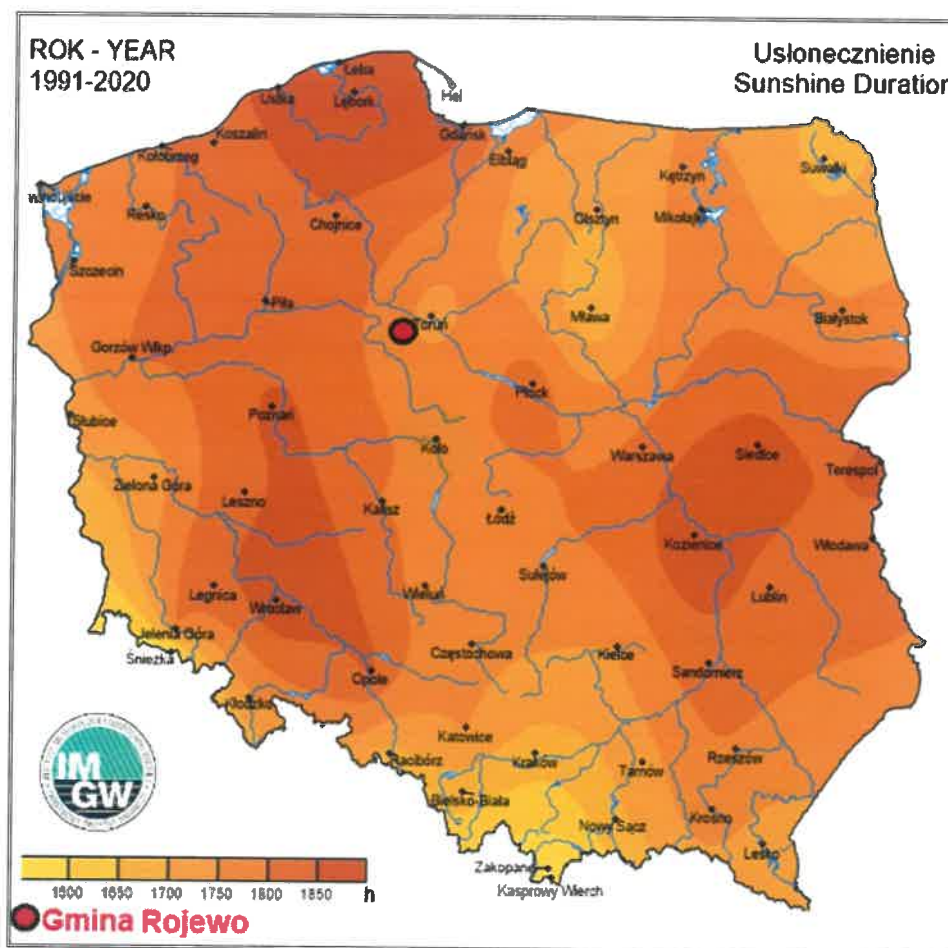 ROK - YEAR
1991-2020
Usłonecznienie
Sunshine Duration
Łeba
Ustka
Lębork
Hel
Koszalin
Gdańsk
Kołobrzeg
Elbląg
Kętrzyn
Suwałki
Resko
Chojnice
Olsztyn
Mikołajki
Szczecin
Piła
Toruń
Mława
Białystok
Gorzów Wlkp.
Płock
Słubice
Poznań
Koło
Warszawa
Siedlce
Terespol
Zielona Góra
Leszno
Kalisz
Łódź
Kozienice
Włodawa
Sulejów
Legnica
Wrocław
Wieluń
Lublin
Jelenia Góra
Śnieżka
Częstochowa
Kielce
Opole
Sandomierz
Kłodzko
Katowice
Racibórz
Kraków
Tarnów
Rzeszów
Bielsko-Biała
Nowy Sącz
Krosno
Lesko
Zakopane
Kasprowy Wierch
IM
GW
1600 1650 1700 1750 1800 1850 h
Gmina Rojewo